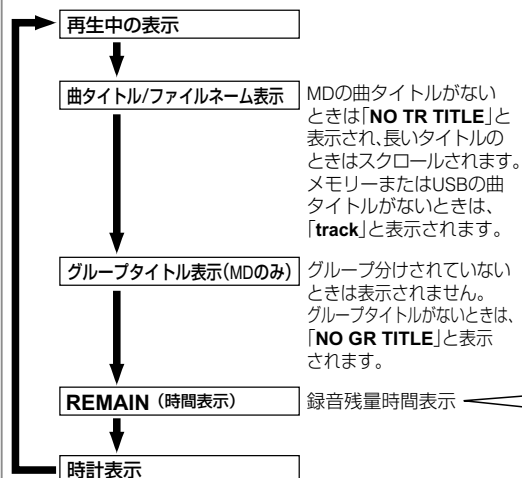 再生中の表示
曲タイトル/ファイルネーム表示
MDの曲タイトルがない
ときは「NO TR TITLE」と
表示され、長いタイトルの
ときはスクロールされます。
メモリーまたはUSBの曲
タイトルがないときは、
「track」と表示されます。
グループタイトル表示(MDのみ)
グループ分けされていない
ときは表示されません。
グループタイトルがないときは、
「NO GR TITLE」と表示
されます。
REMAIN（時間表示）
録音残量時間表示
時計表示